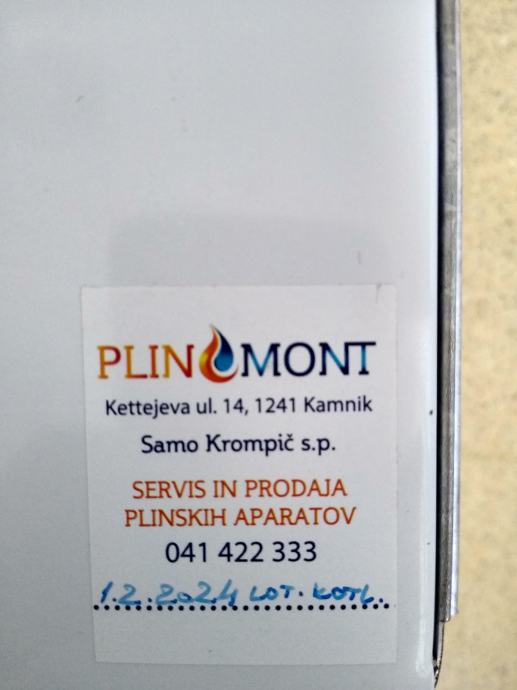 PLINOMONT
Kettejeva ul. 14, 1241 Kamnik
Samo Krompič s.p.
SERVIS IN PRODAJA
PLINSKIH APARATOV
041 422 333
1.2.2024 LOT. KOTL.